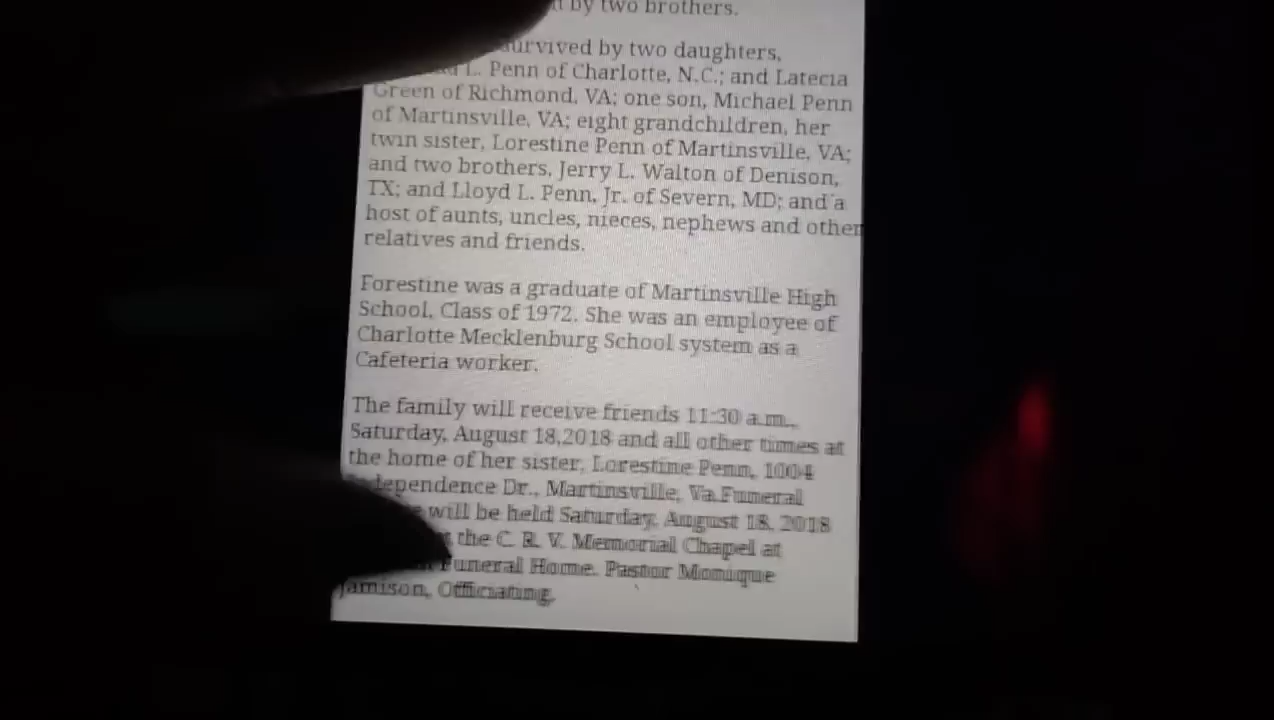 by two brothers.
survived by two daughters,
L. Penn of Charlotte, N.C.; and Latecia
Green of Richmond, VA; one son, Michael Penn
of Martinsville, VA; eight grandchildren, her
twin sister, Lorestine Penn of Martinsville, VA;
and two brothers, Jerry L. Walton of Denison,
TX; and Lloyd L. Penn, Jr. of Severn, MD; and a
host of aunts, uncles, nieces, nephews and other
relatives and friends.
Forestine was a graduate of Martinsville High
School, Class of 1972. She was an employee of
Charlotte Mecklenburg School system as a
Cafeteria worker.
The family will receive friends 11:30 a.m.,
Saturday, August 18,2018 and all other times at
the home of her sister, Lorestine Penn, 1004
Independence Dr., Martinsville, Va.Funeral
will be held Saturday, August 18, 2018
the C. R. V. Memorial Chapel at
Funeral Home. Pastor Monique
Jamison, Officiating.